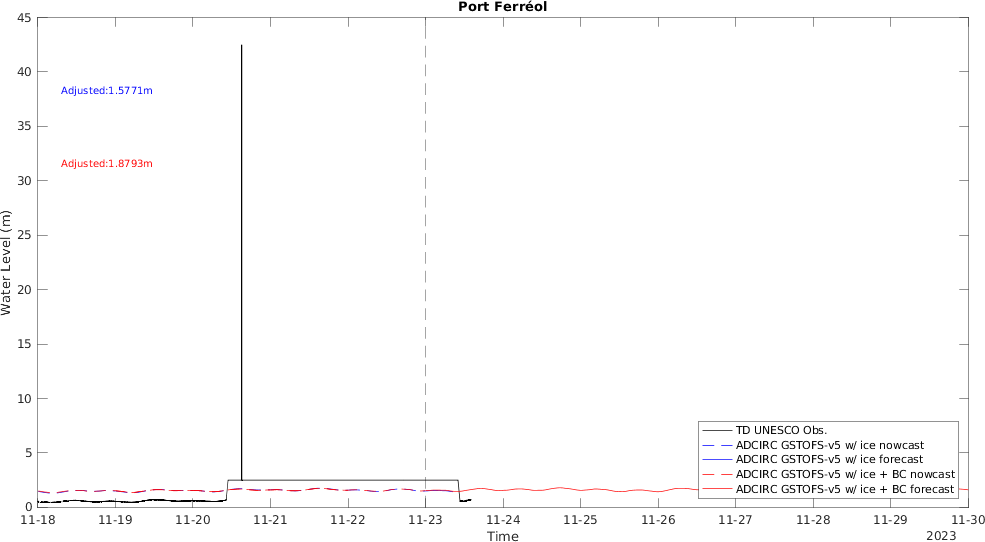 Port Ferréol
Water Level (m)
45
40
35
30
25
20
15
10
5
0
Adjusted:1.5771m
Adjusted:1.8793m
TD UNESCO Obs.
ADCIRC GSTOFS-v5 w/ ice nowcast
ADCIRC GSTOFS-v5 w/ ice forecast
ADCIRC GSTOFS-v5 w/ ice + BC nowcast
ADCIRC GSTOFS-v5 w/ ice + BC forecast
11-18 11-19 11-20 11-21 11-22 11-23 11-24 11-25 11-26 11-27 11-28 11-29 11-30
Time
2023